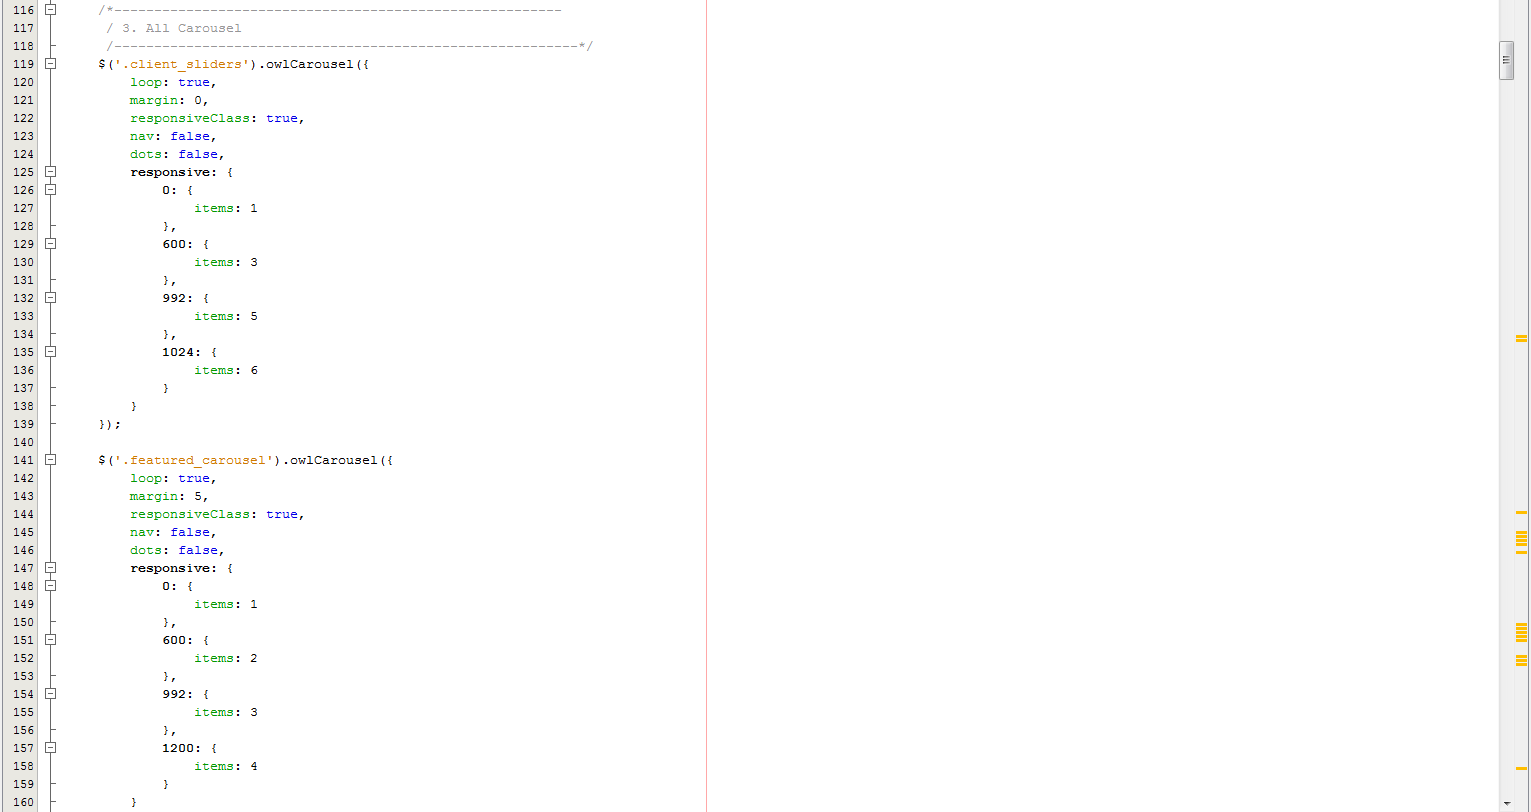 116 /*--------------------------------------------------------
117 / 3. All Carousel
118 /----------------------------------------------------------*/
119 $('.client_sliders').owlCarousel({
120 loop: true,
121 margin: 0,
122 responsiveClass: true,
123 nav: false,
124 dots: false,
125 responsive: {
126 0: {
127 items: 1
128 },
129 600: {
130 items: 3
131 },
132 992: {
133 items: 5
134 },
135 1024: {
136 items: 6
137 }
138 }
139 });
140
141 $('.featured_carousel').owlCarousel({
142 loop: true,
143 margin: 5,
144 responsiveClass: true,
145 nav: false,
146 dots: false,
147 responsive: {
148 0: {
149 items: 1
150 },
151 600: {
152 items: 2
153 },
154 992: {
155 items: 3
156 },
157 1200: {
158 items: 4
159 }
160 }